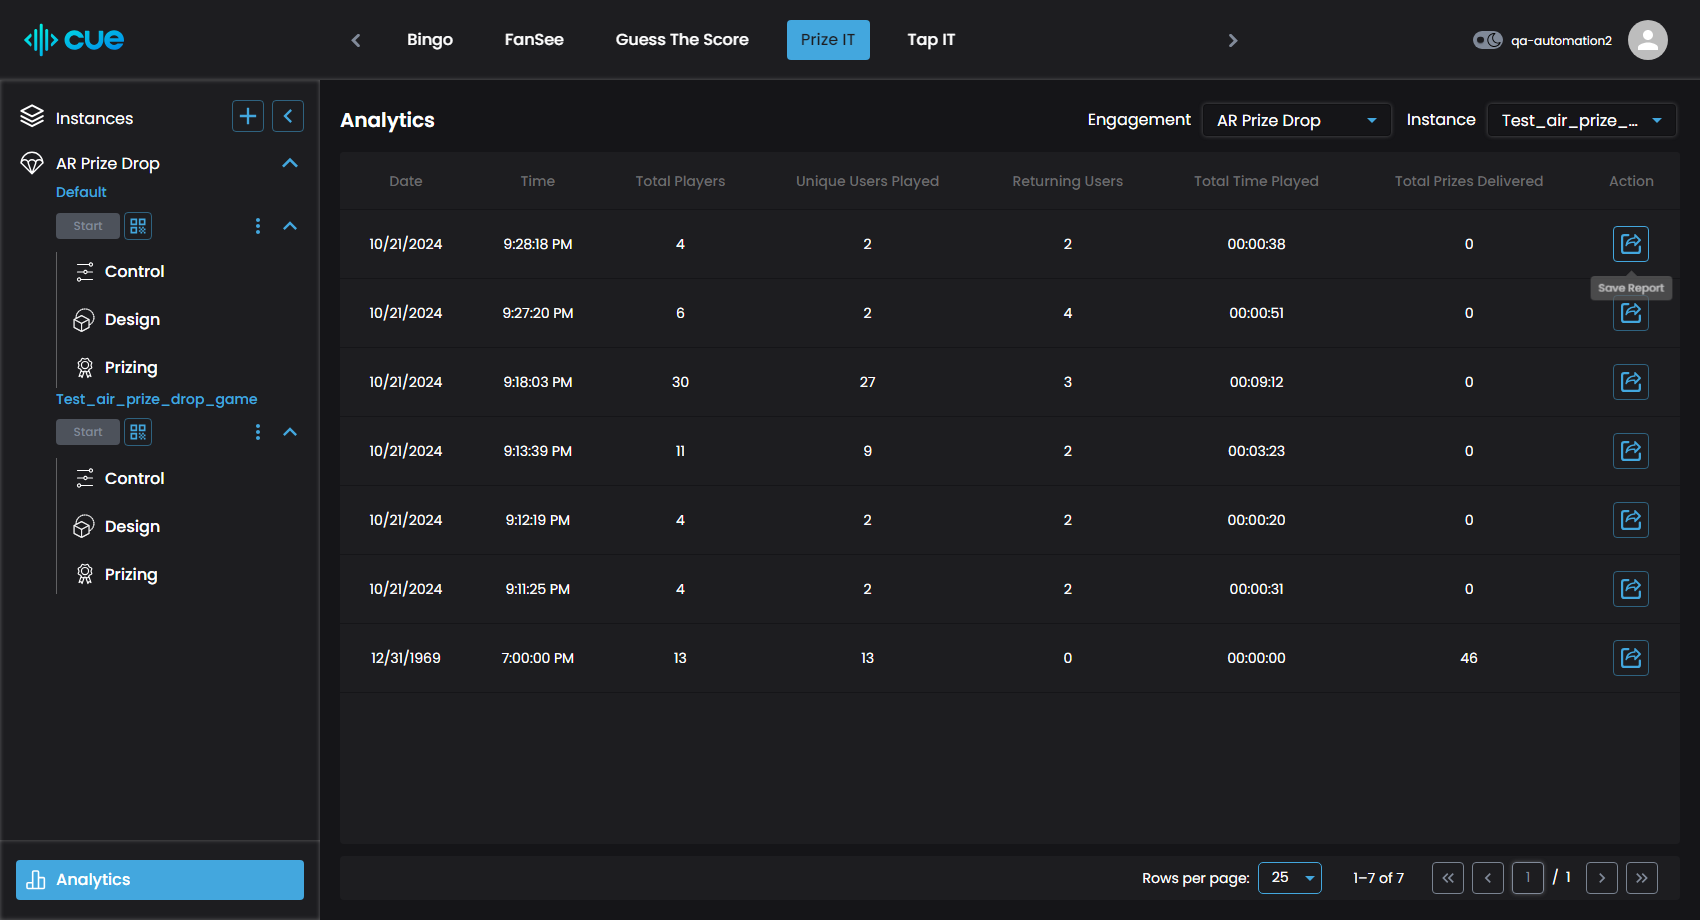 cue
Bingo
FanSee
Guess The Score
Prize IT
Tap IT
qa-automation2
Instances
AR Prize Drop
Default
Start
Control
Design
Prizing
Test_air_prize_drop_game
Start
Control
Design
Prizing
Analytics
Analytics
Engagement AR Prize Drop Instance Test_air_prize_...
Date Time Total Players Unique Users Played Returning Users Total Time Played Total Prizes Delivered Action
10/21/2024 9:28:18 PM 4 2 2 00:00:38 0
Save Report
10/21/2024 9:27:20 PM 6 2 4 00:00:51 0
10/21/2024 9:18:03 PM 30 27 3 00:09:12 0
10/21/2024 9:13:39 PM 11 9 2 00:03:23 0
10/21/2024 9:12:19 PM 4 2 2 00:00:20 0
10/21/2024 9:11:25 PM 4 2 2 00:00:31 0
12/31/1969 7:00:00 PM 13 13 0 00:00:00 46
Rows per page: 25 1–7 of 7 1 / 1